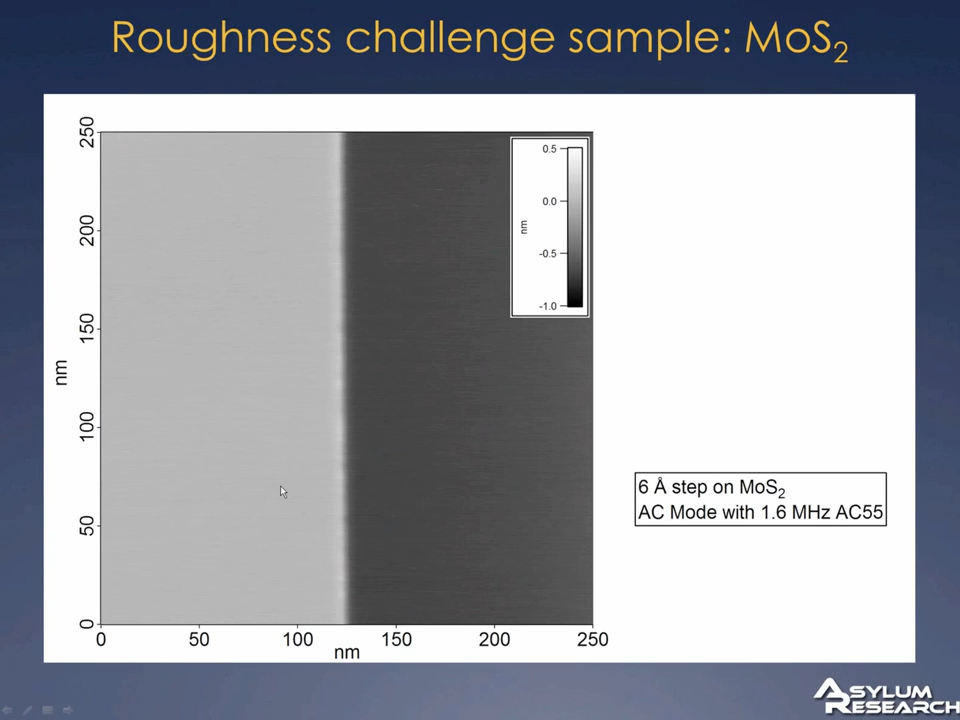 Roughness challenge sample: MoS₂
250
200
150
100
50
0
nm
0 50 100 150 200 250
nm
0.5
0.0
-0.5
-1.0
nm
6 Å step on MoS₂
AC Mode with 1.6 MHz AC55
ASYLUM
RESEARCH